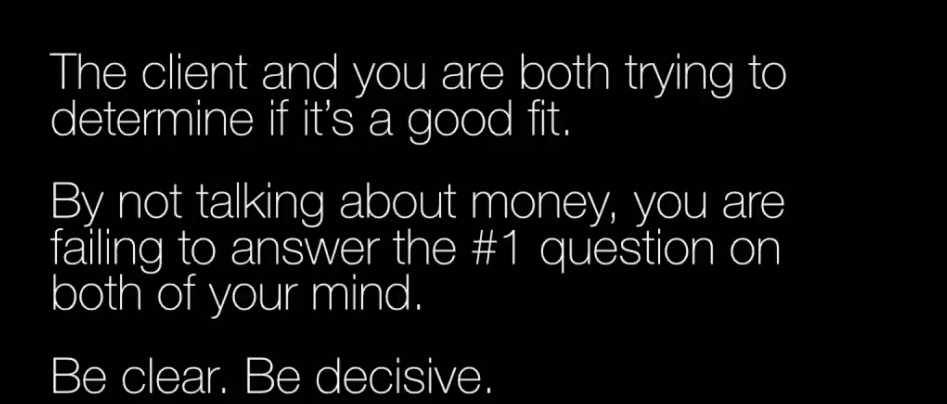 The client and you are both trying to
determine if it’s a good fit.
By not talking about money, you are
failing to answer the #1 question on
both of your mind.
Be clear. Be decisive.